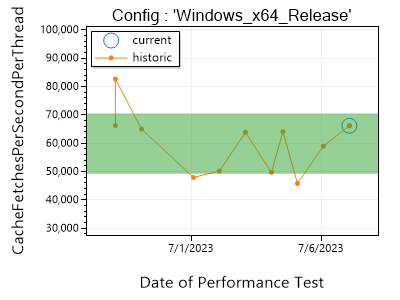 Config : 'Windows_x64_Release'
CacheFetchesPerSecondPerThread
100,000
90,000
80,000
70,000
60,000
50,000
40,000
30,000
current
historic
7/1/2023
7/6/2023
Date of Performance Test